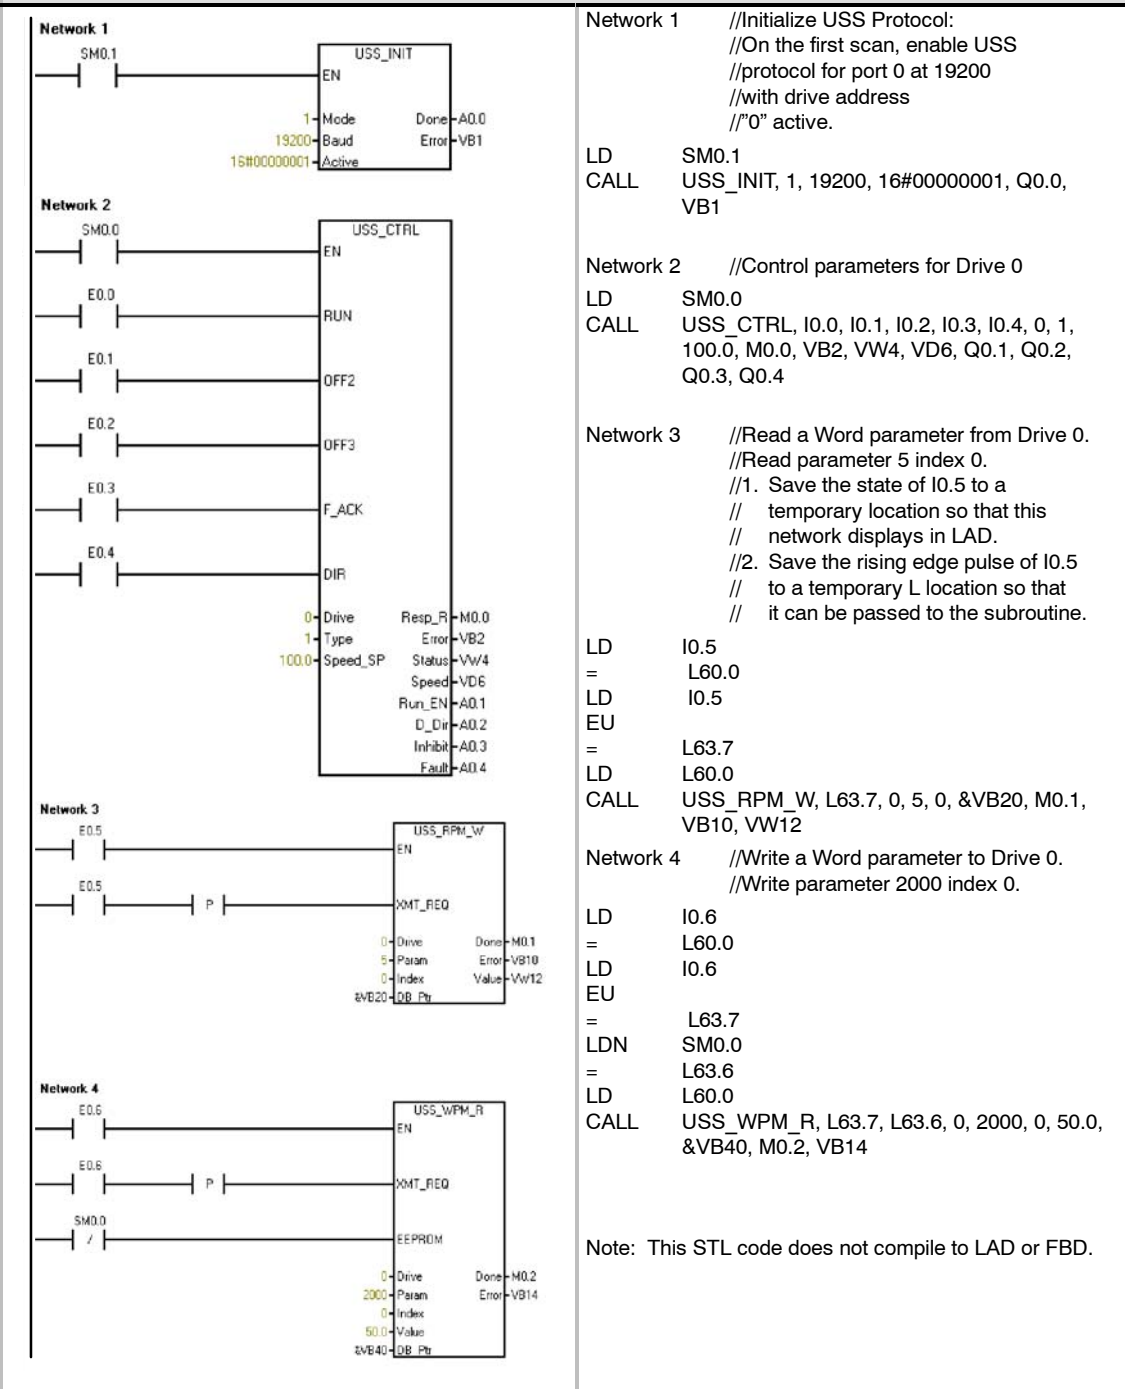 Network 1
SM0.1
USS_INIT
EN
1 Mode Done A0.0
19200 Baud Error VB1
16#00000001 Active
Network 2
SM0.0
USS_CTRL
EN
E0.0
RUN
E0.1
OFF2
E0.2
OFF3
E0.3
F_ACK
E0.4
DIR
0 Drive Resp_R M0.0
1 Type Error VB2
100.0 Speed_SP Status VW4
Speed VD6
Run_EN A0.1
D_Dir A0.2
Inhibit A0.3
Fault A0.4
Network 3
E0.5
USS_RPM_W
EN
E0.5
P
XMT_REQ
0 Drive Done M0.1
5 Param Error VB10
0 Index Value VW12
&VB20 DB_Ptr
Network 4
E0.6
USS_WPM_R
EN
E0.6
P
XMT_REQ
SM0.0
/
EEPROM
0 Drive Done M0.2
2000 Param Error VB14
0 Index
50.0 Value
&VB40 DB_Ptr
Network 1 //Initialize USS Protocol:
//On the first scan, enable USS
//protocol for port 0 at 19200
//with drive address
//”0” active.
LD SM0.1
CALL USS_INIT, 1, 19200, 16#00000001, Q0.0,
VB1
Network 2 //Control parameters for Drive 0
LD SM0.0
CALL USS_CTRL, I0.0, I0.1, I0.2, I0.3, I0.4, 0, 1,
100.0, M0.0, VB2, VW4, VD6, Q0.1, Q0.2,
Q0.3, Q0.4
Network 3 //Read a Word parameter from Drive 0.
//Read parameter 5 index 0.
//1. Save the state of I0.5 to a
// temporary location so that this
// network displays in LAD.
//2. Save the rising edge pulse of I0.5
// to a temporary L location so that
// it can be passed to the subroutine.
LD I0.5
= L60.0
LD I0.5
EU
= L63.7
LD L60.0
CALL USS_RPM_W, L63.7, 0, 5, 0, &VB20, M0.1,
VB10, VW12
Network 4 //Write a Word parameter to Drive 0.
//Write parameter 2000 index 0.
LD I0.6
= L60.0
LD I0.6
EU
= L63.7
LDN SM0.0
= L63.6
LD L60.0
CALL USS_WPM_R, L63.7, L63.6, 0, 2000, 0, 50.0,
&VB40, M0.2, VB14
Note: This STL code does not compile to LAD or FBD.